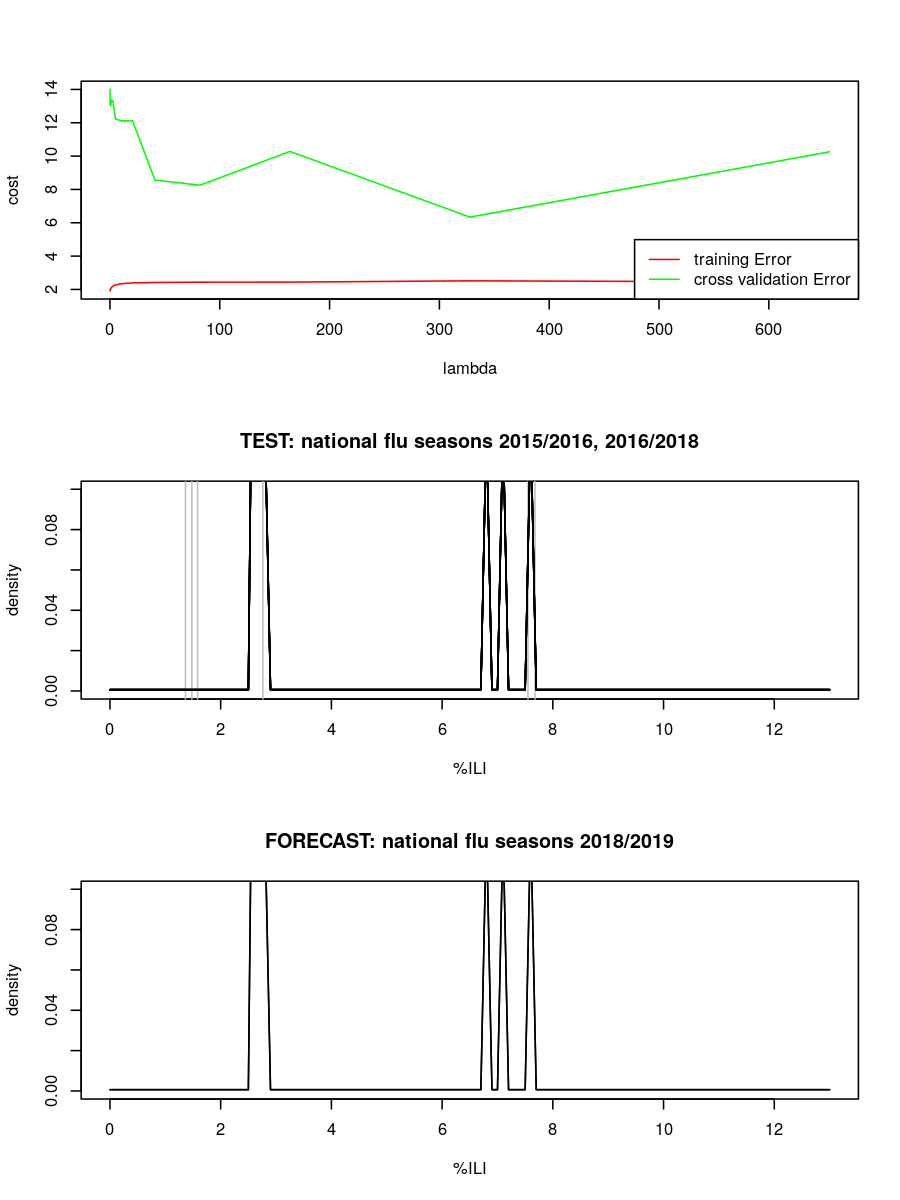 14
12
10
8
6
4
2
cost
training Error
cross validation Error
0 100 200 300 400 500 600
lambda
TEST: national flu seasons 2015/2016, 2016/2018
0.08
0.04
0.00
density
0 2 4 6 8 10 12
%ILI
FORECAST: national flu seasons 2018/2019
0.08
0.04
0.00
density
0 2 4 6 8 10 12
%ILI